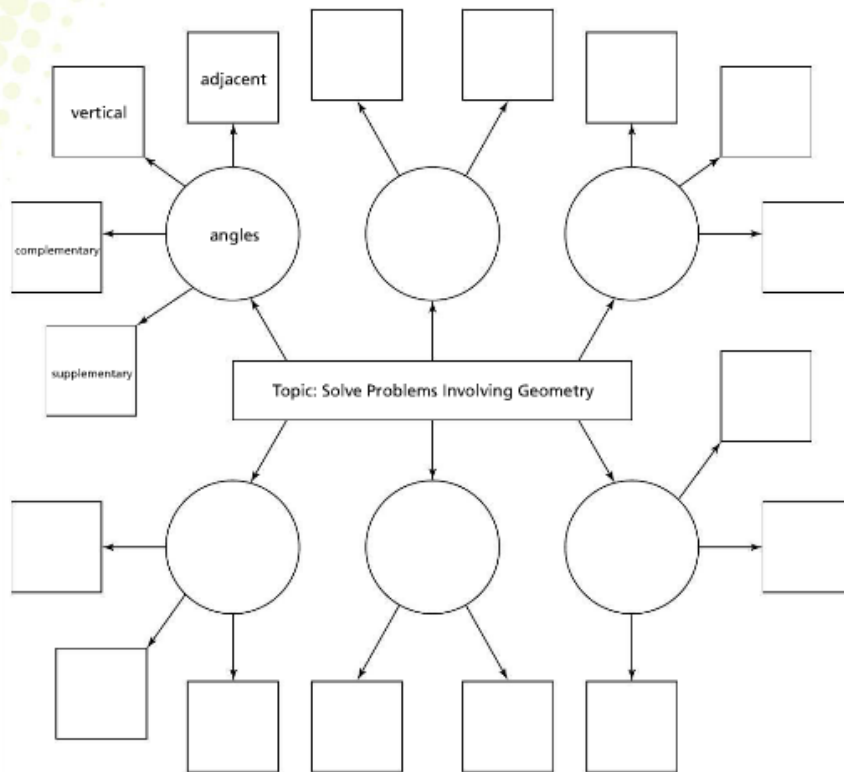 adjacent
vertical
angles
complementary
supplementary
Topic: Solve Problems Involving Geometry